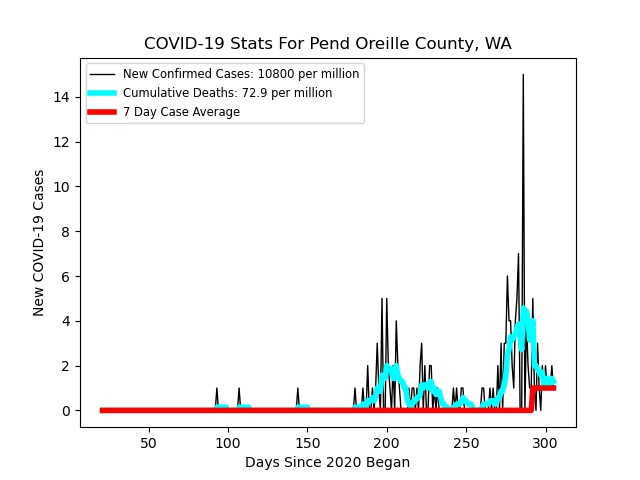 COVID-19 Stats For Pend Oreille County, WA
New Confirmed Cases: 10800 per million
Cumulative Deaths: 72.9 per million
7 Day Case Average
New COVID-19 Cases
14
12
10
8
6
4
2
0
50 100 150 200 250 300
Days Since 2020 Began